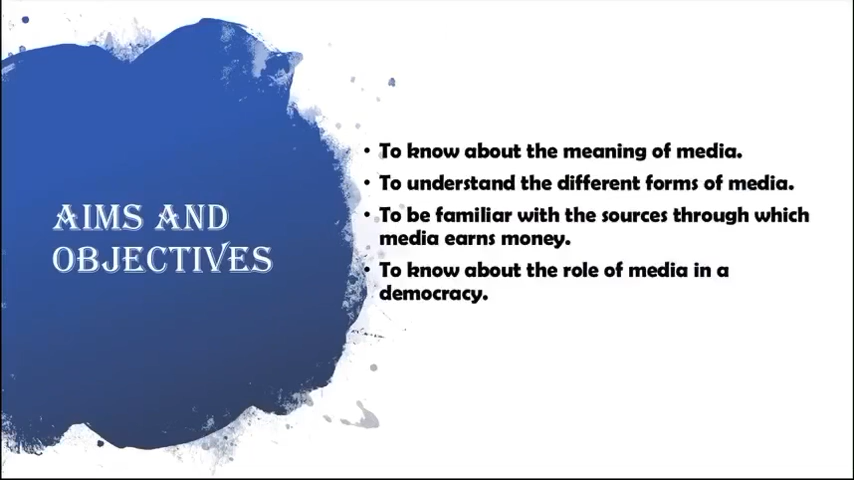 AIMS AND
OBJECTIVES
• To know about the meaning of media.
• To understand the different forms of media.
• To be familiar with the sources through which
media earns money.
• To know about the role of media in a
democracy.